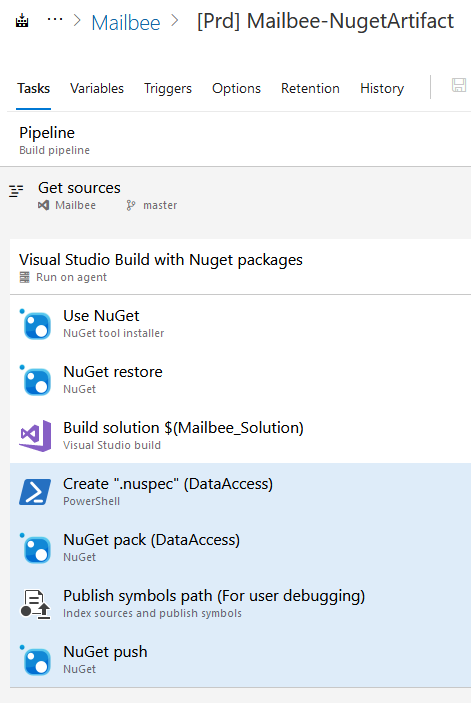 ... > Mailbee > [Prd] Mailbee-NugetArtifact
Tasks Variables Triggers Options Retention History
Pipeline
Build pipeline
Get sources
Mailbee master
Visual Studio Build with Nuget packages
Run on agent
Use NuGet
NuGet tool installer
NuGet restore
NuGet
Build solution $(Mailbee_Solution)
Visual Studio build
Create ".nuspec" (DataAccess)
PowerShell
NuGet pack (DataAccess)
NuGet
Publish symbols path (For user debugging)
Index sources and publish symbols
NuGet push
NuGet